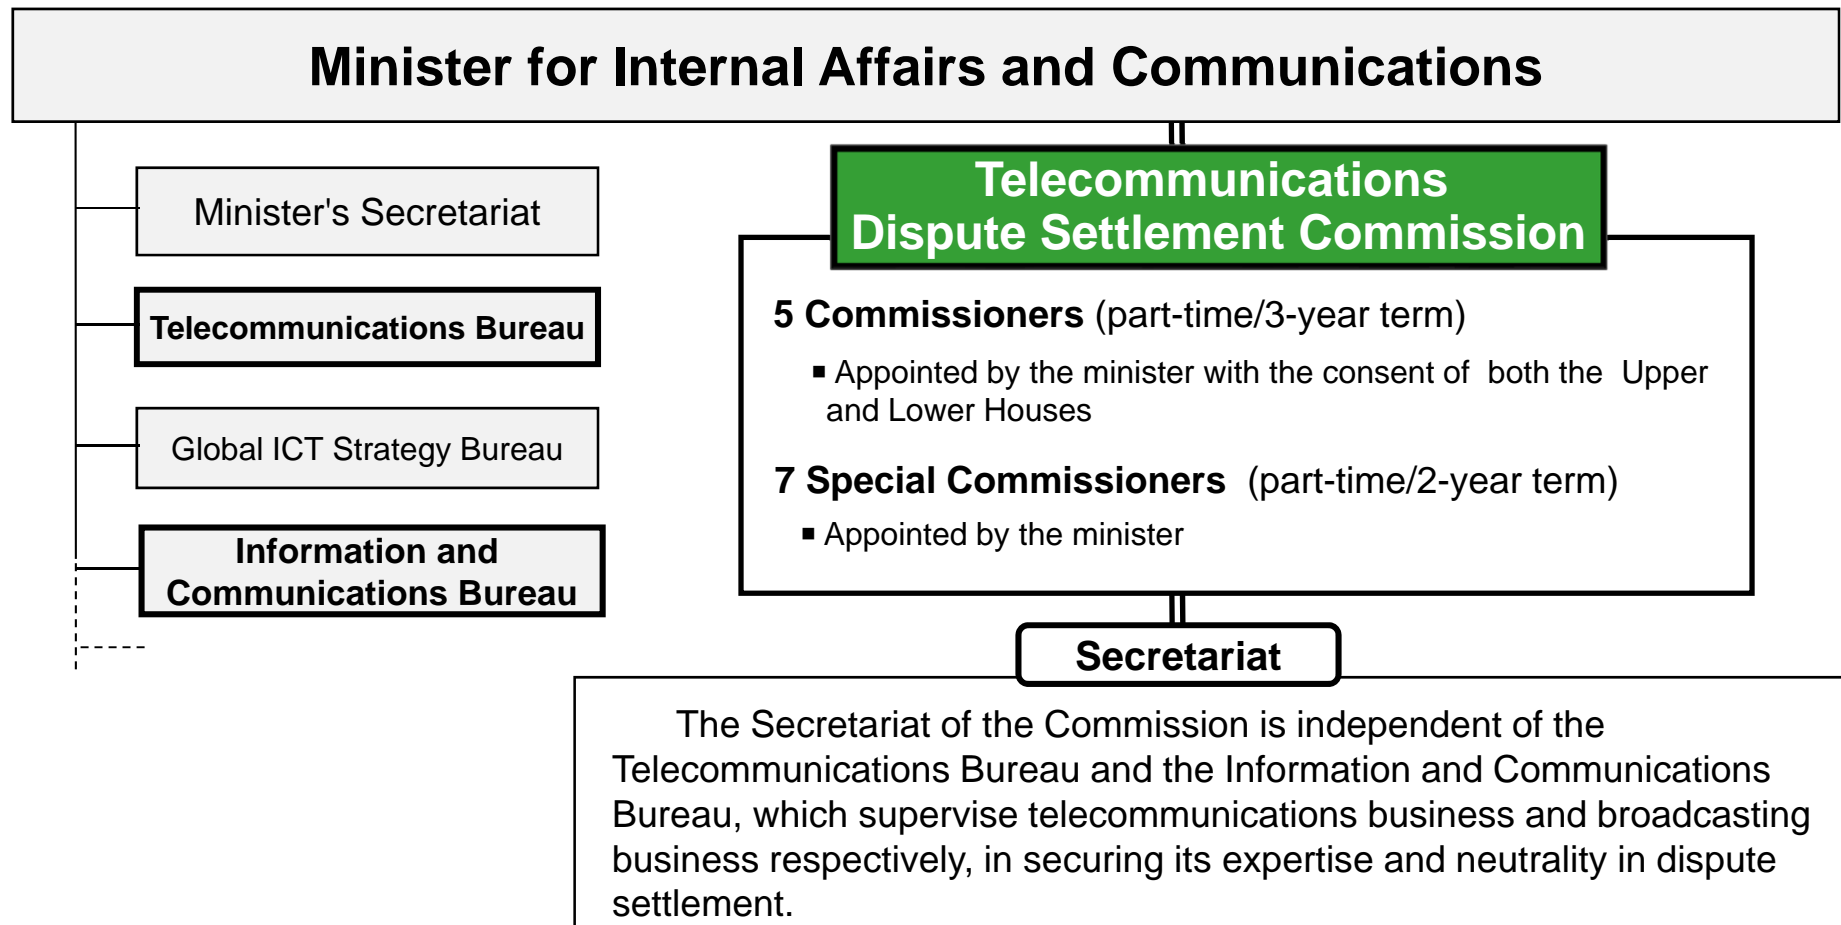 Minister for Internal Affairs and Communications
Minister's Secretariat
Telecommunications Bureau
Global ICT Strategy Bureau
Information and
Communications Bureau
Telecommunications
Dispute Settlement Commission
5 Commissioners (part-time/3-year term)
▪ Appointed by the minister with the consent of both the Upper
and Lower Houses
7 Special Commissioners (part-time/2-year term)
▪ Appointed by the minister
Secretariat
The Secretariat of the Commission is independent of the
Telecommunications Bureau and the Information and Communications
Bureau, which supervise telecommunications business and broadcasting
business respectively, in securing its expertise and neutrality in dispute
settlement.